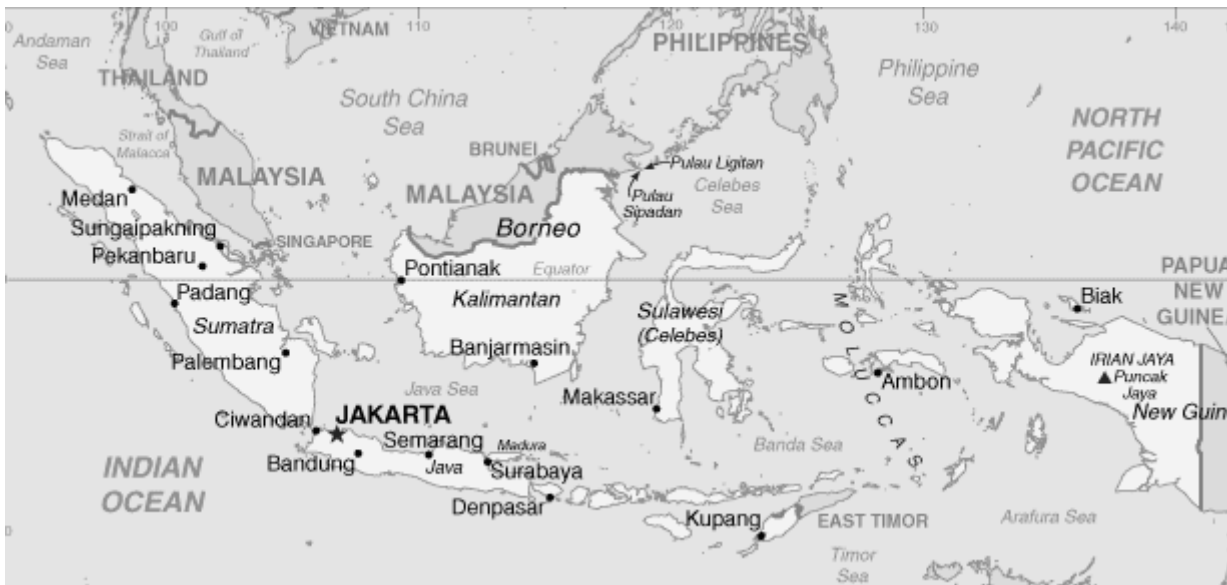 100
120
130
140
Andaman
Sea
Gulf of
Thailand
VIETNAM
PHILIPPINES
THAILAND
South China
Sea
Philippine
Sea
NORTH
PACIFIC
OCEAN
Strait of
Malacca
BRUNEI
Pulau Ligitan
MALAYSIA
MALAYSIA
Pulau
Sipadan
Celebes
Sea
Medan
Sungaipakning
SINGAPORE
Borneo
Pekanbaru
Pontianak
Equator
PAPUA
NEW
GUINEA
Padang
Kalimantan
Sulawesi
(Celebes)
MOLUCCAS
Biak
Sumatra
Palembang
Banjarmasin
IRIAN JAYA
Puncak
Jaya
Ambon
Java Sea
Makassar
New Guin
Ciwandan
JAKARTA
Semarang
Madura
Banda Sea
Bandung
Java
Surabaya
INDIAN
OCEAN
Denpasar
Kupang
EAST TIMOR
Arafura Sea
Timor
Sea